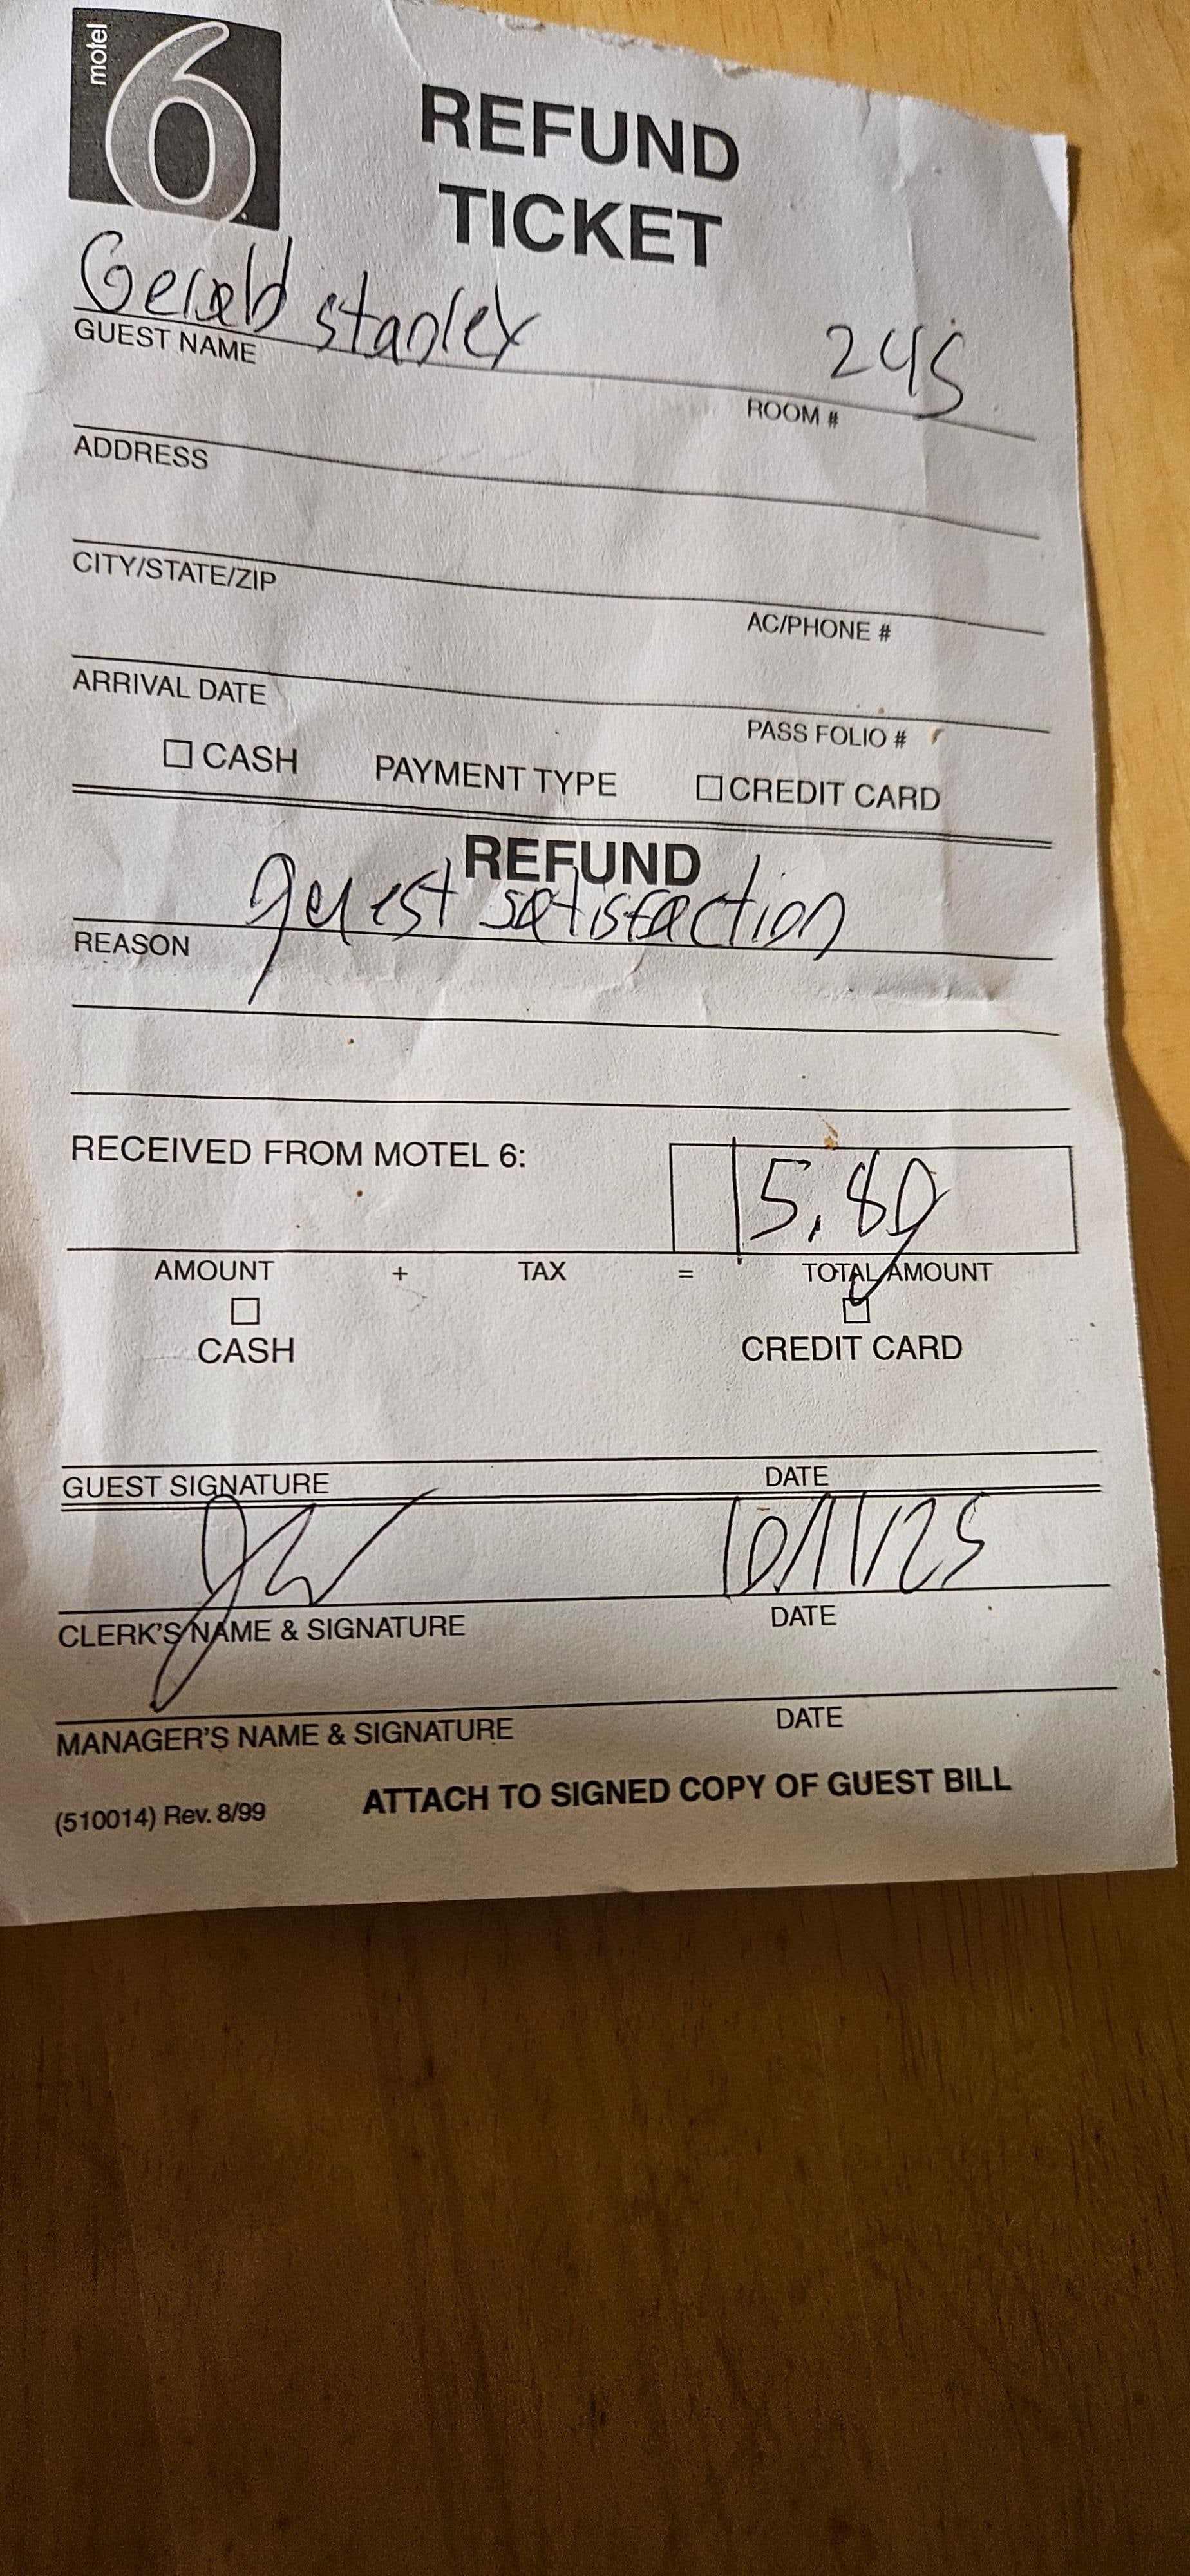 motel
6
REFUND
TICKET
Gerald Stanley
GUEST NAME
245
ROOM #
ADDRESS
CITY/STATE/ZIP
AC/PHONE #
ARRIVAL DATE
PASS FOLIO #
☐ CASH PAYMENT TYPE ☐ CREDIT CARD
REFUND
guest satisfaction
REASON
RECEIVED FROM MOTEL 6:
15.80
AMOUNT + TAX = TOTAL AMOUNT
☐ ☐
CASH CREDIT CARD
GUEST SIGNATURE DATE
10/11/25
CLERK'S NAME & SIGNATURE DATE
MANAGER'S NAME & SIGNATURE DATE
(510014) Rev. 8/99 ATTACH TO SIGNED COPY OF GUEST BILL